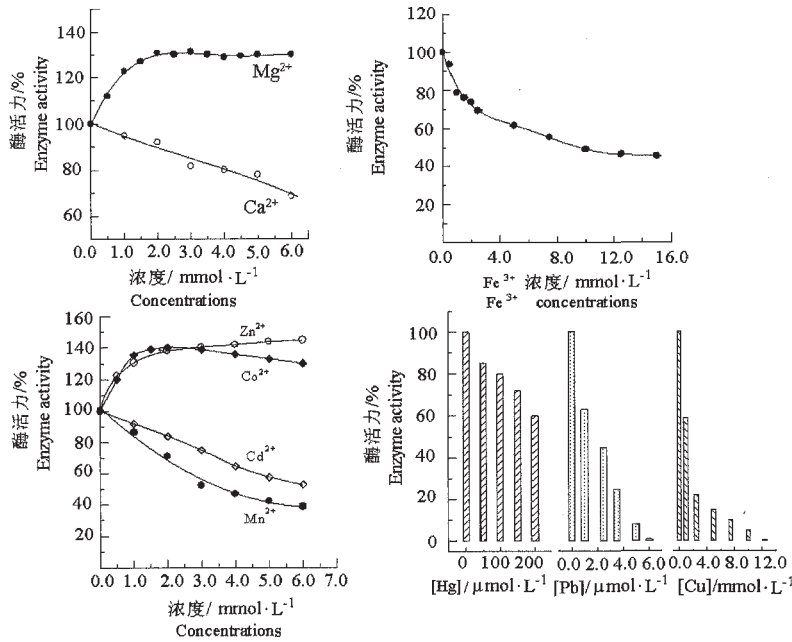 140
120
100
80
60
酶活力/%
Enzyme activity
Mg²⁺
Ca²⁺
0.0 1.0 2.0 3.0 4.0 5.0 6.0
浓度/ mmol·L⁻¹
Concentrations
120
100
80
60
40
20
酶活力/%
Enzyme activity
0.0 4.0 8.0 12.0 16.0
Fe³⁺ 浓度/ mmol·L⁻¹
Fe³⁺ concentrations
160
140
120
100
80
60
40
20
酶活力/%
Enzyme activity
Zn²⁺
Co²⁺
Cd²⁺
Mn²⁺
0.0 1.0 2.0 3.0 4.0 5.0 6.0 7.0
浓度/ mmol·L⁻¹
Concentrations
100
80
60
40
20
0
酶活力/%
Enzyme activity
0 100 200 0.0 2.0 4.0 6.0 0.0 4.0 8.0 12.0
[Hg]/μmol·L⁻¹ [Pb]/μmol·L⁻¹ [Cu]/mmol·L⁻¹